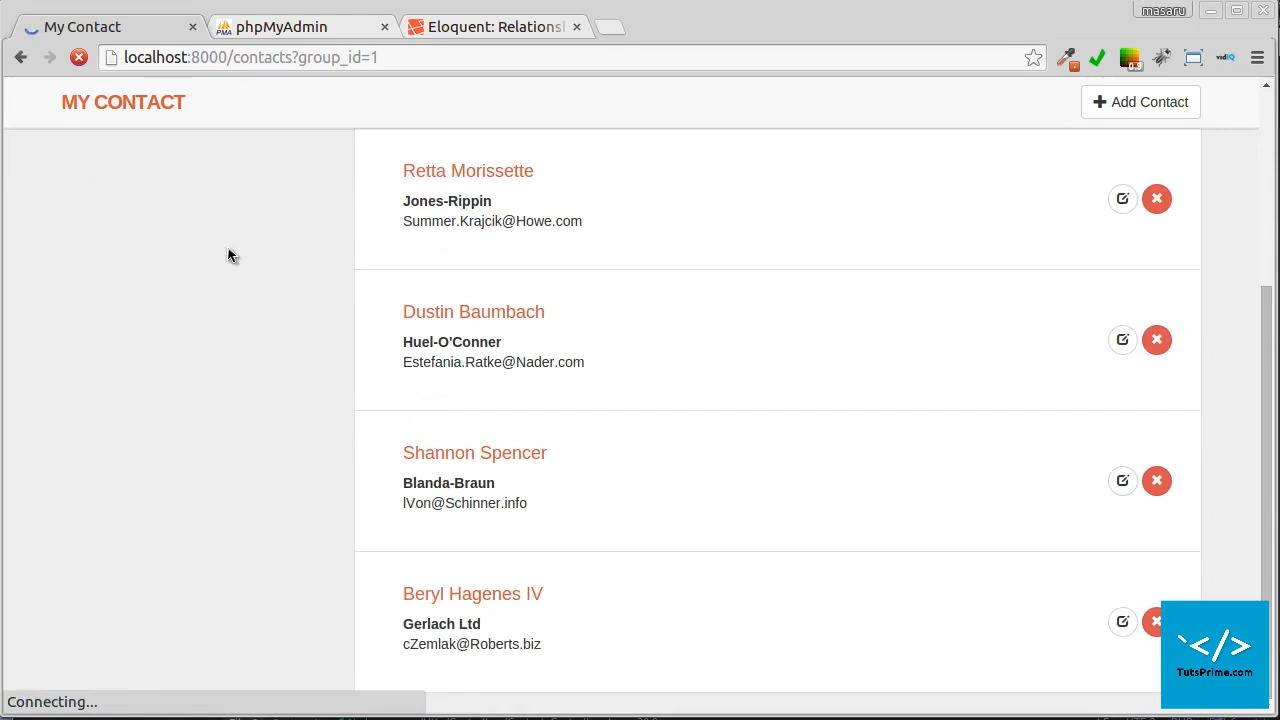 masaru
My Contact
phpMyAdmin
Eloquent: Relations
localhost:8000/contacts?group_id=1
vidIQ
MY CONTACT
Add Contact
Retta Morissette
Jones-Rippin
Summer.Krajcik@Howe.com
Dustin Baumbach
Huel-O'Conner
Estefania.Ratke@Nader.com
Shannon Spencer
Blanda-Braun
lVon@Schinner.info
Beryl Hagenes IV
Gerlach Ltd
cZemlak@Roberts.biz
</>
TutsPrime.com
Connecting...